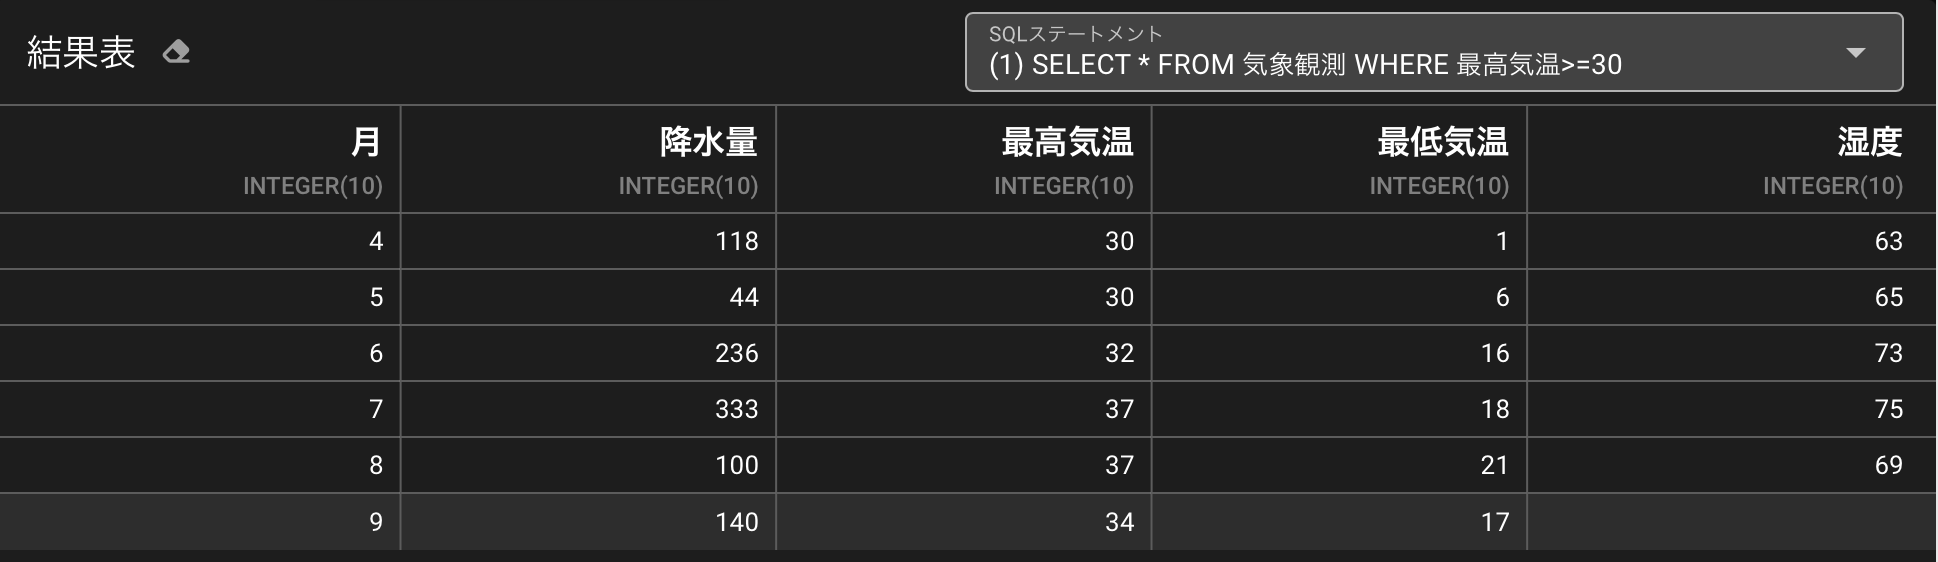 結果表
SQLステートメント
(1) SELECT * FROM 気象観測 WHERE 最高気温>=30
月 降水量 最高気温 最低気温 湿度
INTEGER(10) INTEGER(10) INTEGER(10) INTEGER(10) INTEGER(10)
4 118 30 1 63
5 44 30 6 65
6 236 32 16 73
7 333 37 18 75
8 100 37 21 69
9 140 34 17